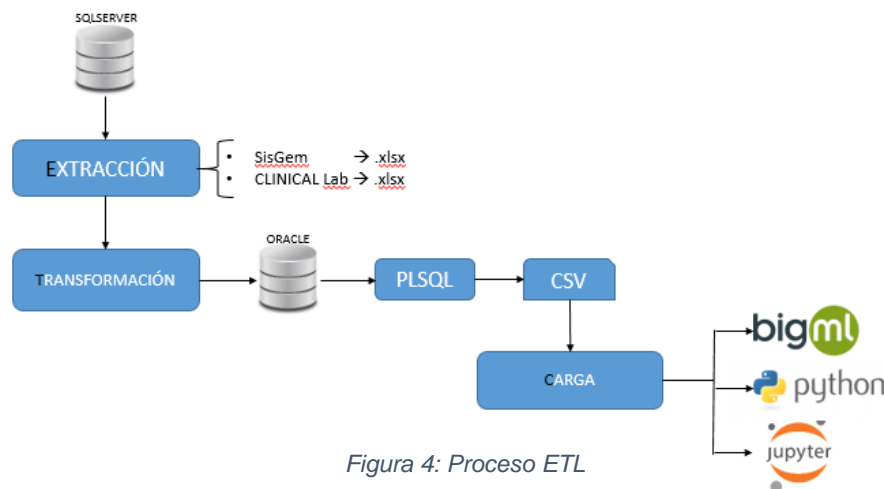 SQLSERVER
EXTRACCIÓN
• SisGem → .xlsx
• CLINICAL Lab → .xlsx
TRANSFORMACIÓN
ORACLE
PLSQL
CSV
CARGA
bigml
python
jupyter
Figura 4: Proceso ETL